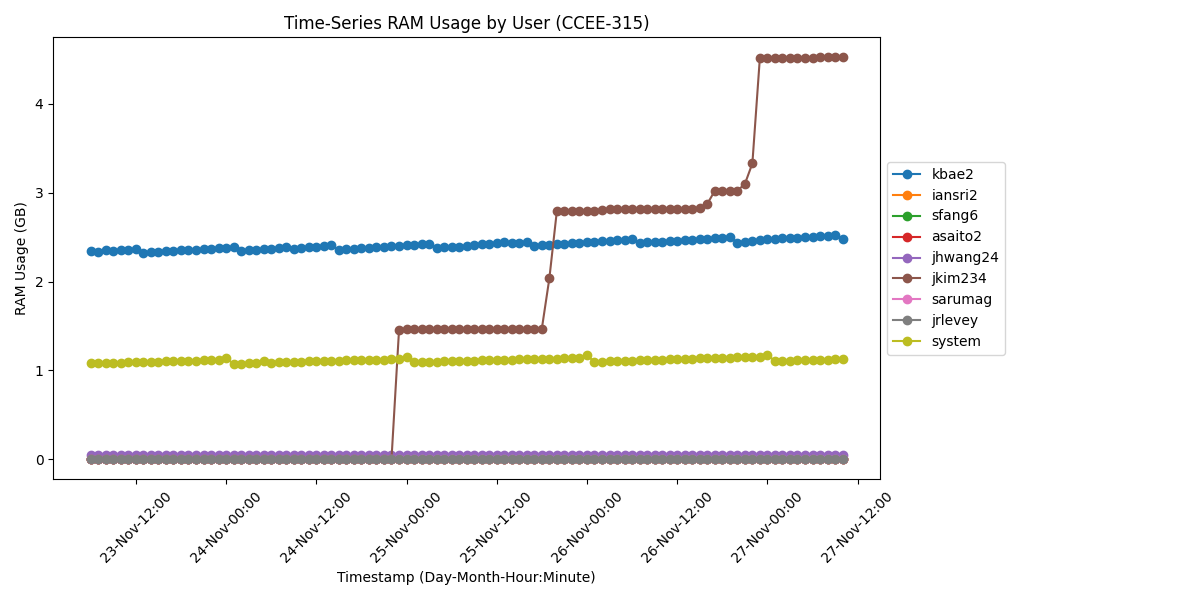 Time-Series RAM Usage by User (CCEE-315)
RAM Usage (GB)
4
3
2
1
0
23-Nov-12:00
24-Nov-00:00
24-Nov-12:00
25-Nov-00:00
25-Nov-12:00
26-Nov-00:00
26-Nov-12:00
27-Nov-00:00
27-Nov-12:00
Timestamp (Day-Month-Hour:Minute)
kbae2
iansri2
sfang6
asaito2
jhwang24
jkim234
sarumag
jrlevey
system